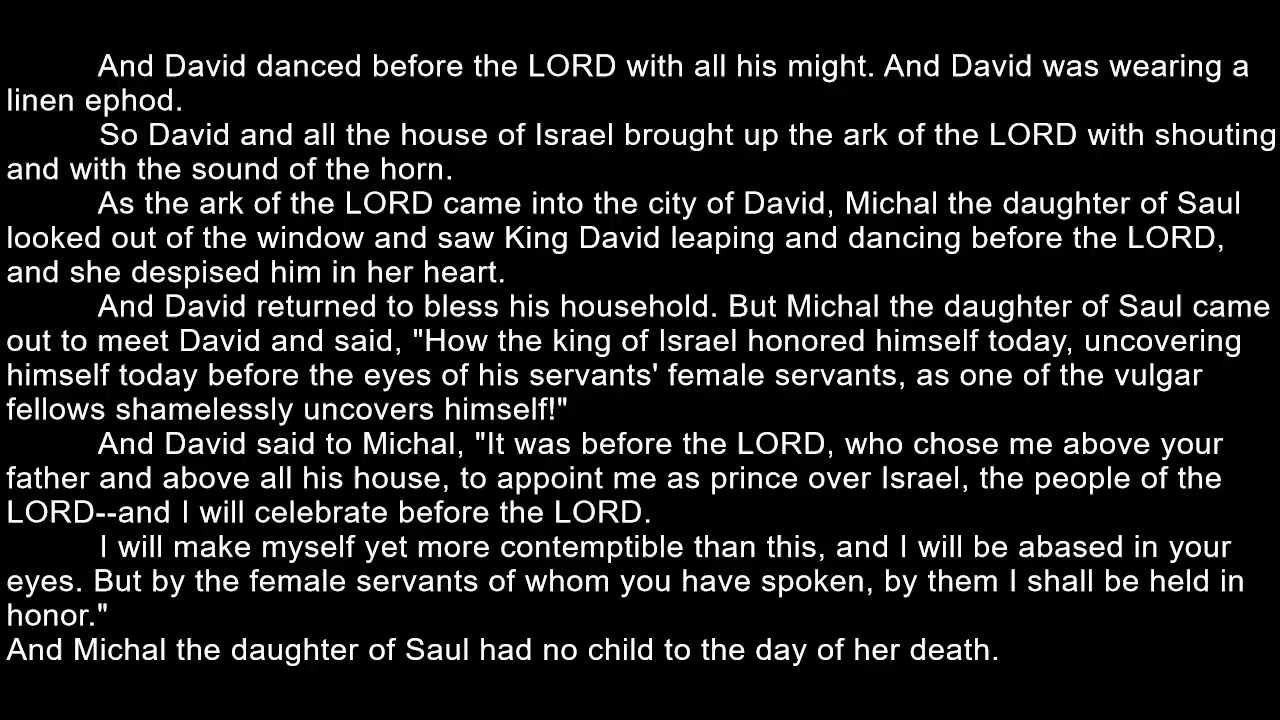 And David danced before the LORD with all his might. And David was wearing a
linen ephod.
So David and all the house of Israel brought up the ark of the LORD with shouting
and with the sound of the horn.
As the ark of the LORD came into the city of David, Michal the daughter of Saul
looked out of the window and saw King David leaping and dancing before the LORD,
and she despised him in her heart.
And David returned to bless his household. But Michal the daughter of Saul came
out to meet David and said, "How the king of Israel honored himself today, uncovering
himself today before the eyes of his servants' female servants, as one of the vulgar
fellows shamelessly uncovers himself!"
And David said to Michal, "It was before the LORD, who chose me above your
father and above all his house, to appoint me as prince over Israel, the people of the
LORD--and I will celebrate before the LORD.
I will make myself yet more contemptible than this, and I will be abased in your
eyes. But by the female servants of whom you have spoken, by them I shall be held in
honor."
And Michal the daughter of Saul had no child to the day of her death.